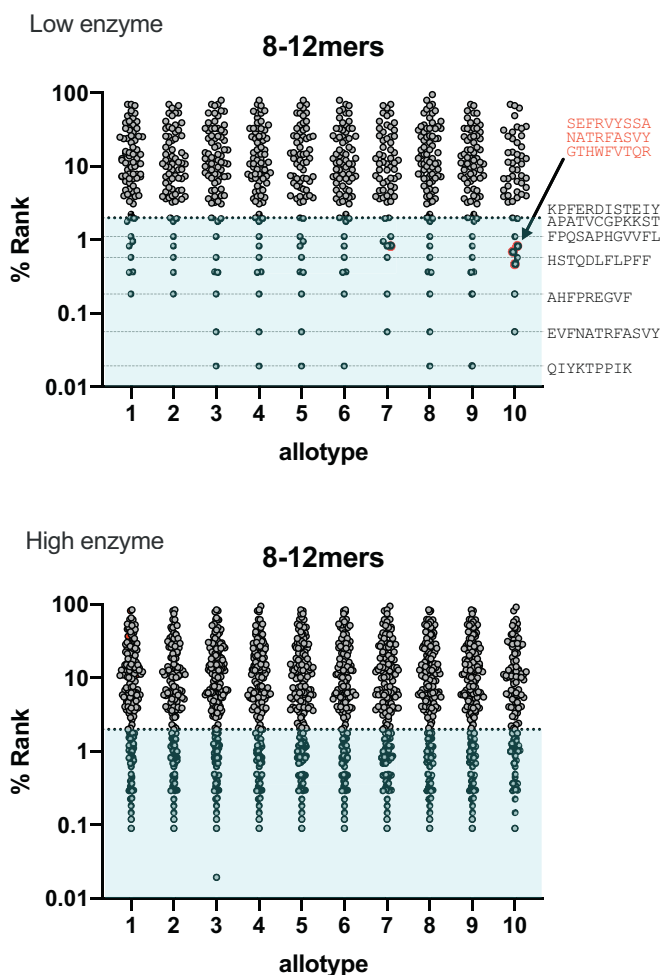 Low enzyme
8-12mers
100
10
1
0.1
0.01
% Rank
1 2 3 4 5 6 7 8 9 10
allotype
SEFRVYSSA
NATRFASVY
GTHWFVTQR
KPFERDISTEIY
APATVCGPKKST
FPQSAPHGVVFL
HSTQDLFLPFF
AHFPREGVF
EVFNATRFASVY
QIYKTPPIK
High enzyme
8-12mers
100
10
1
0.1
0.01
% Rank
1 2 3 4 5 6 7 8 9 10
allotype